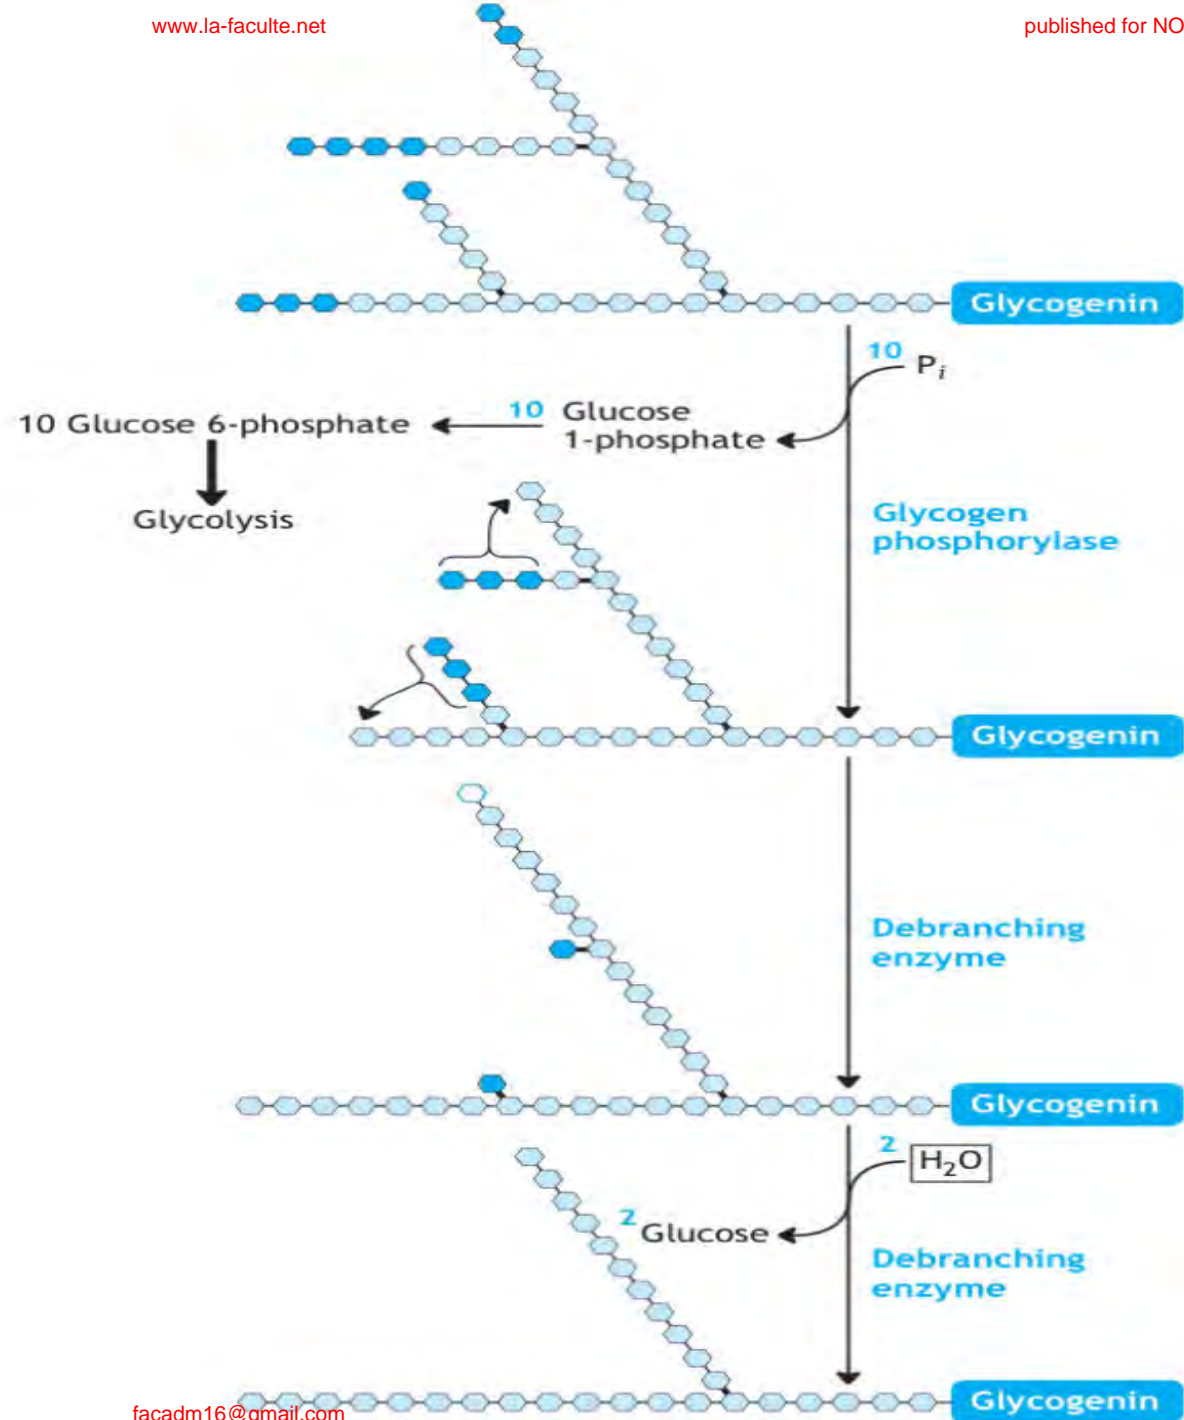 www.la-faculte.net
published for NO
Glycogenin
10
Pi
10 Glucose 6-phosphate
10 Glucose
1-phosphate
Glycolysis
Glycogen
phosphorylase
Glycogenin
Debranching
enzyme
Glycogenin
2
H2O
2 Glucose
Debranching
enzyme
Glycogenin
facadm16@gmail.com